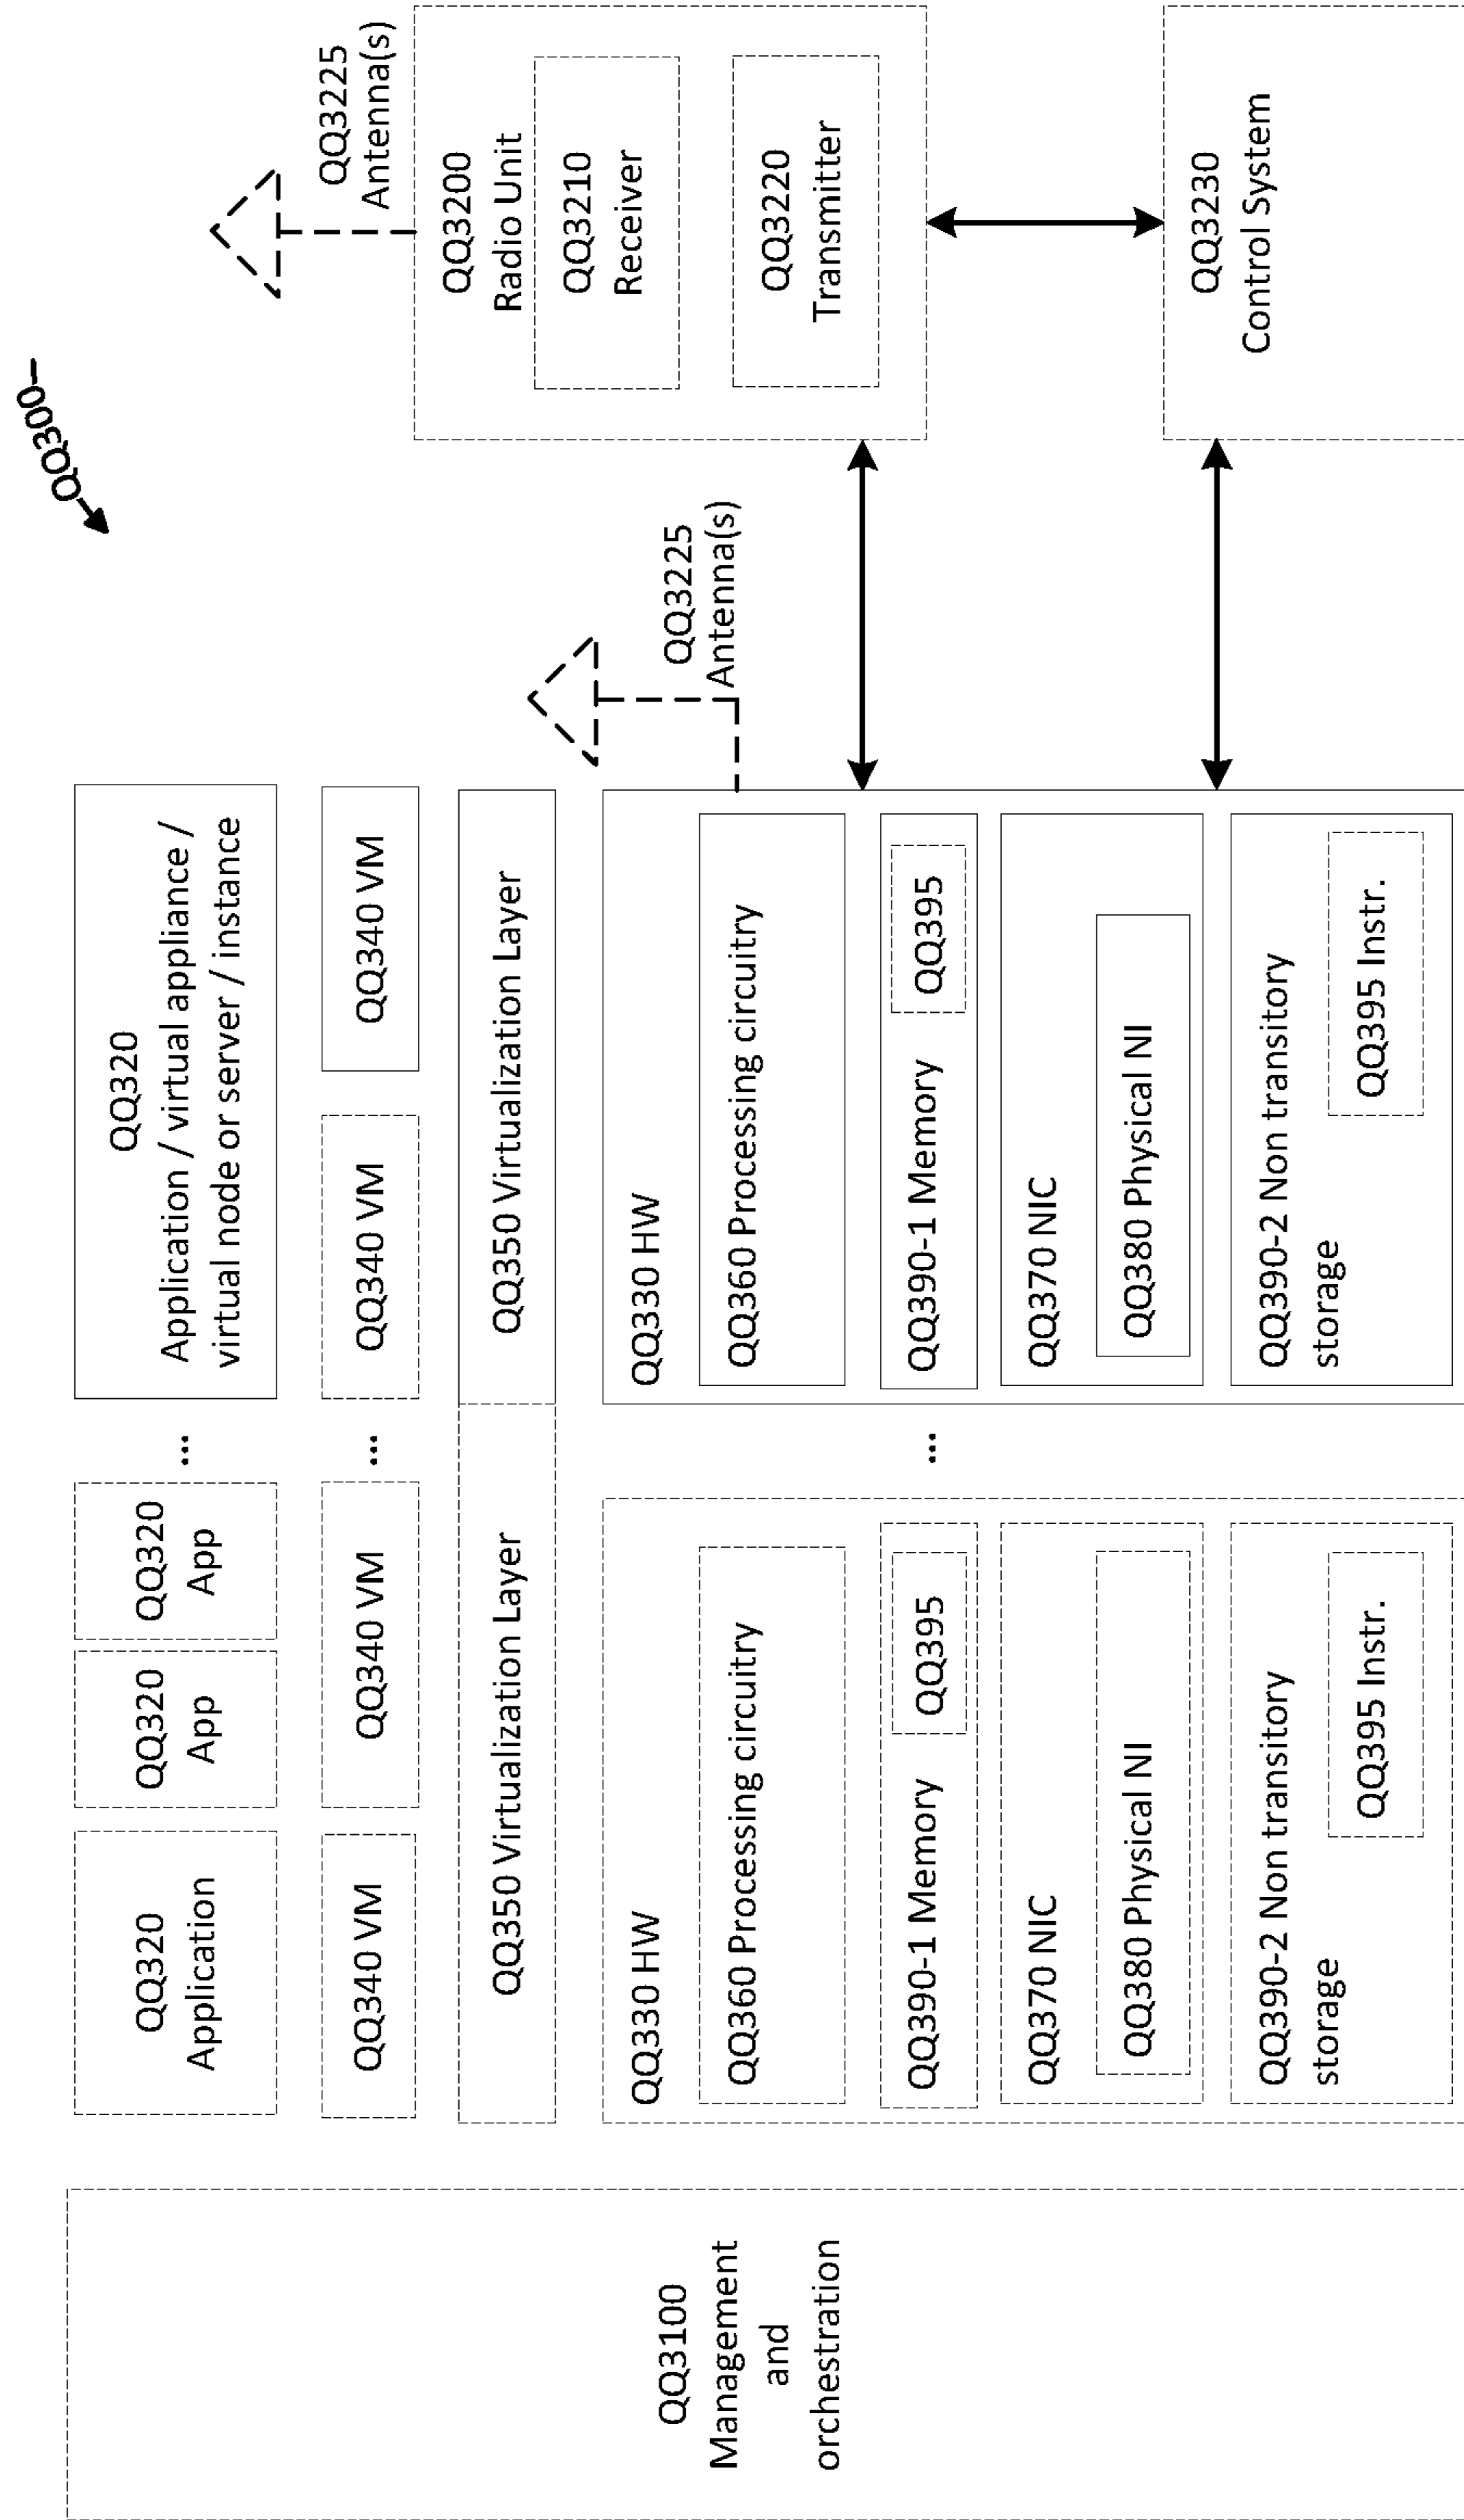 QQ300
QQ3100
Management
and
orchestration
QQ320
Application
QQ320
App
QQ320
App
...
QQ320
Application / virtual appliance /
virtual node or server / instance
QQ340 VM
QQ340 VM
...
QQ340 VM
QQ340 VM
QQ350 Virtualization Layer
QQ350 Virtualization Layer
QQ330 HW
QQ360 Processing circuitry
QQ390-1 Memory
QQ395
QQ370 NIC
QQ380 Physical NI
QQ390-2 Non transitory
storage
QQ395 Instr.
...
QQ330 HW
QQ360 Processing circuitry
QQ390-1 Memory
QQ395
QQ370 NIC
QQ380 Physical NI
QQ390-2 Non transitory
storage
QQ395 Instr.
QQ3225
Antenna(s)
QQ3225
Antenna(s)
QQ3200
Radio Unit
QQ3210
Receiver
QQ3220
Transmitter
QQ3230
Control System